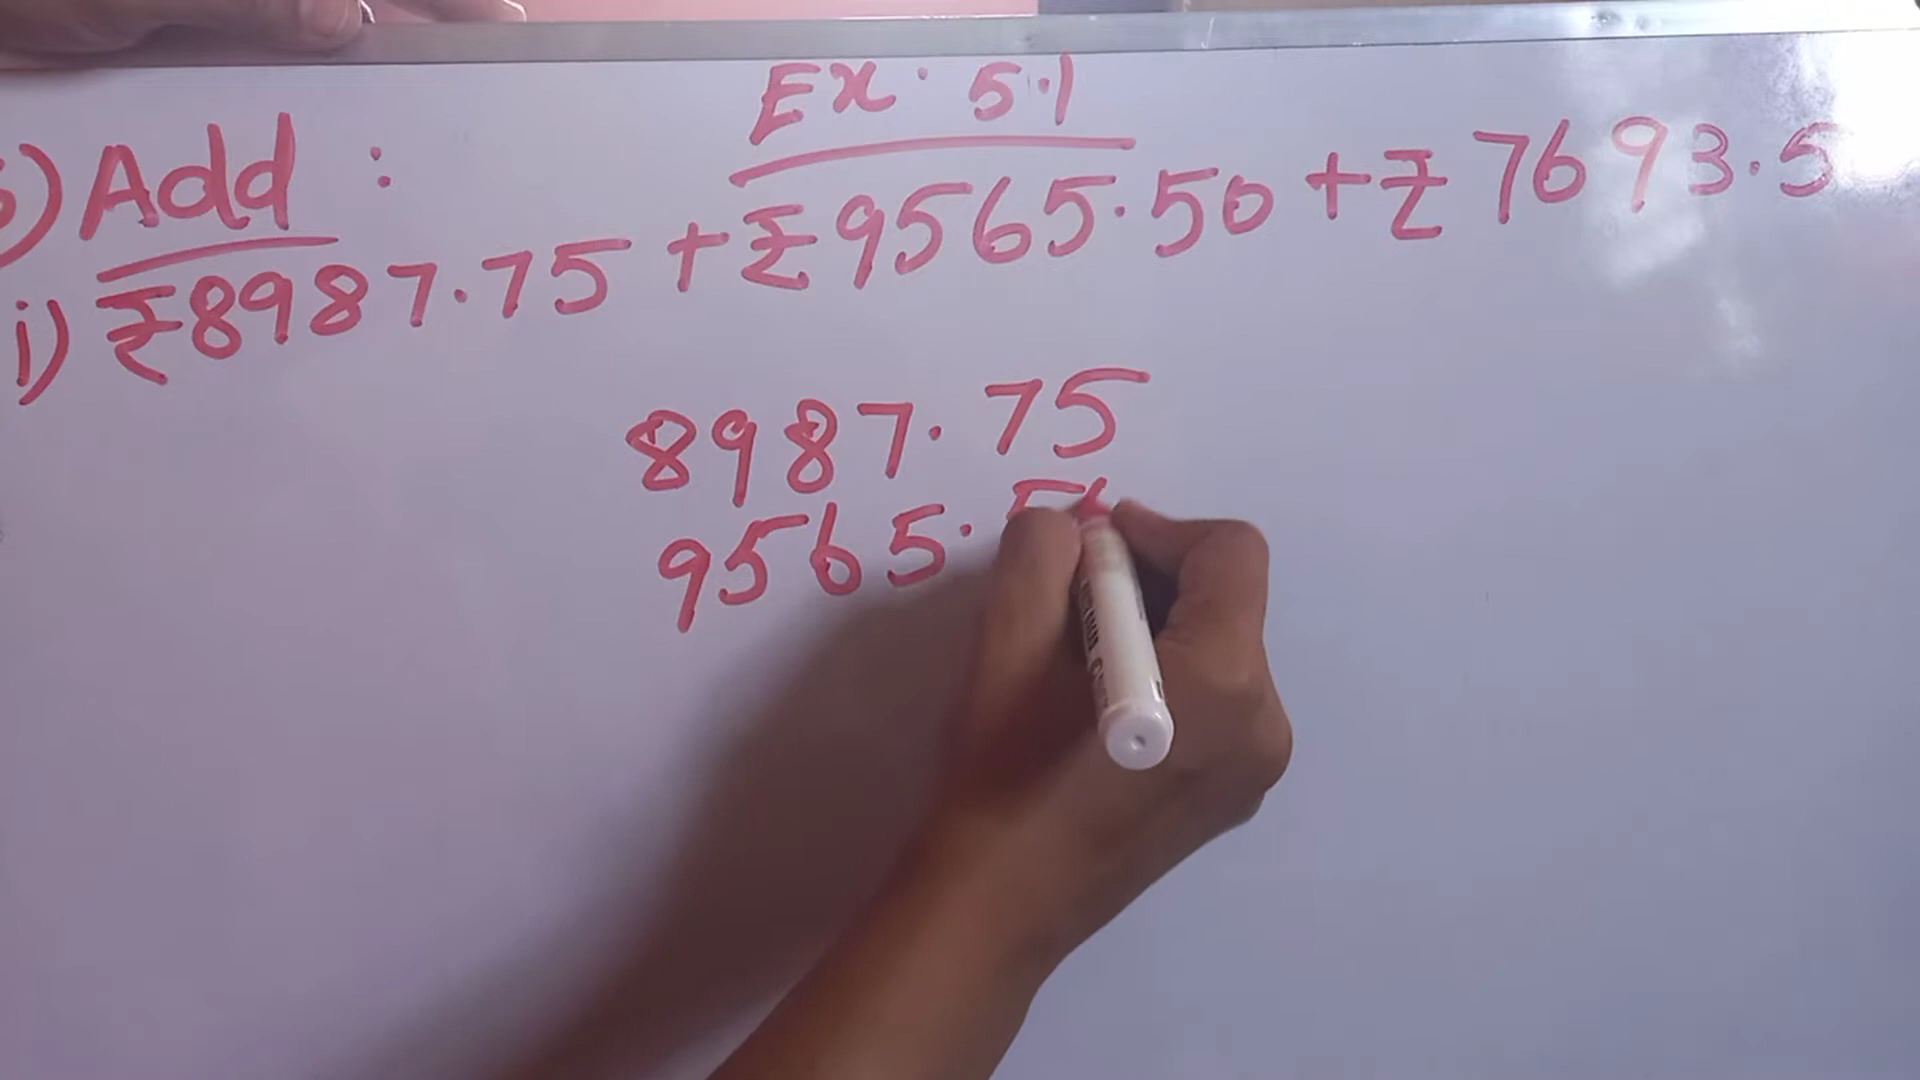 Ex. 5.1
) Add :
i) ₹8987.75 + ₹9565.50 + ₹7693.5
8987.75
9565.5